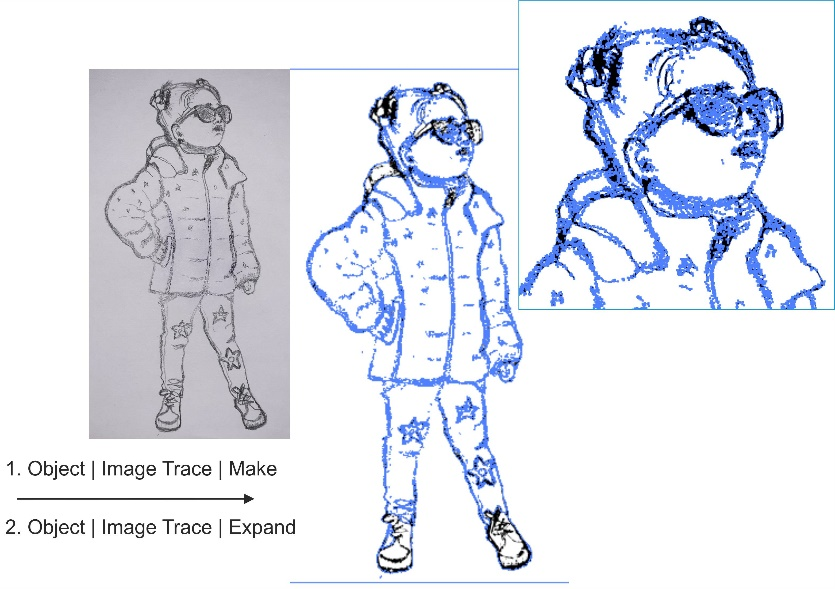 1. Object | Image Trace | Make
2. Object | Image Trace | Expand